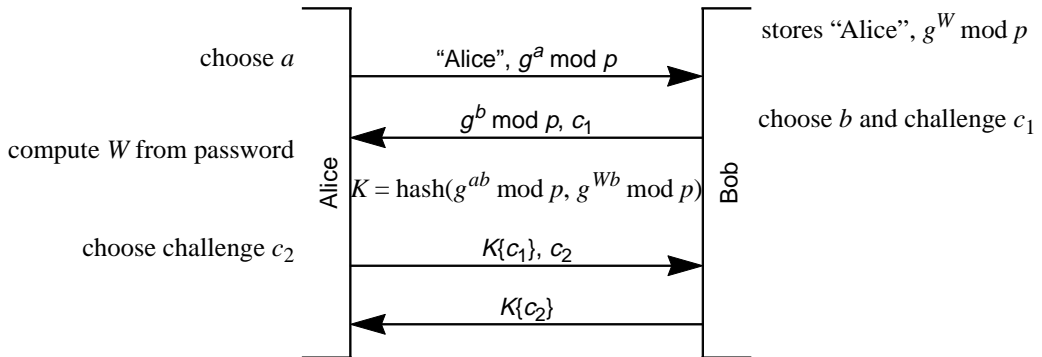 stores “Alice”, g^W mod p
choose a
“Alice”, g^a mod p
g^b mod p, c_1
choose b and challenge c_1
compute W from password
Alice
K = hash(g^{ab} mod p, g^{Wb} mod p)
Bob
choose challenge c_2
K{c_1}, c_2
K{c_2}